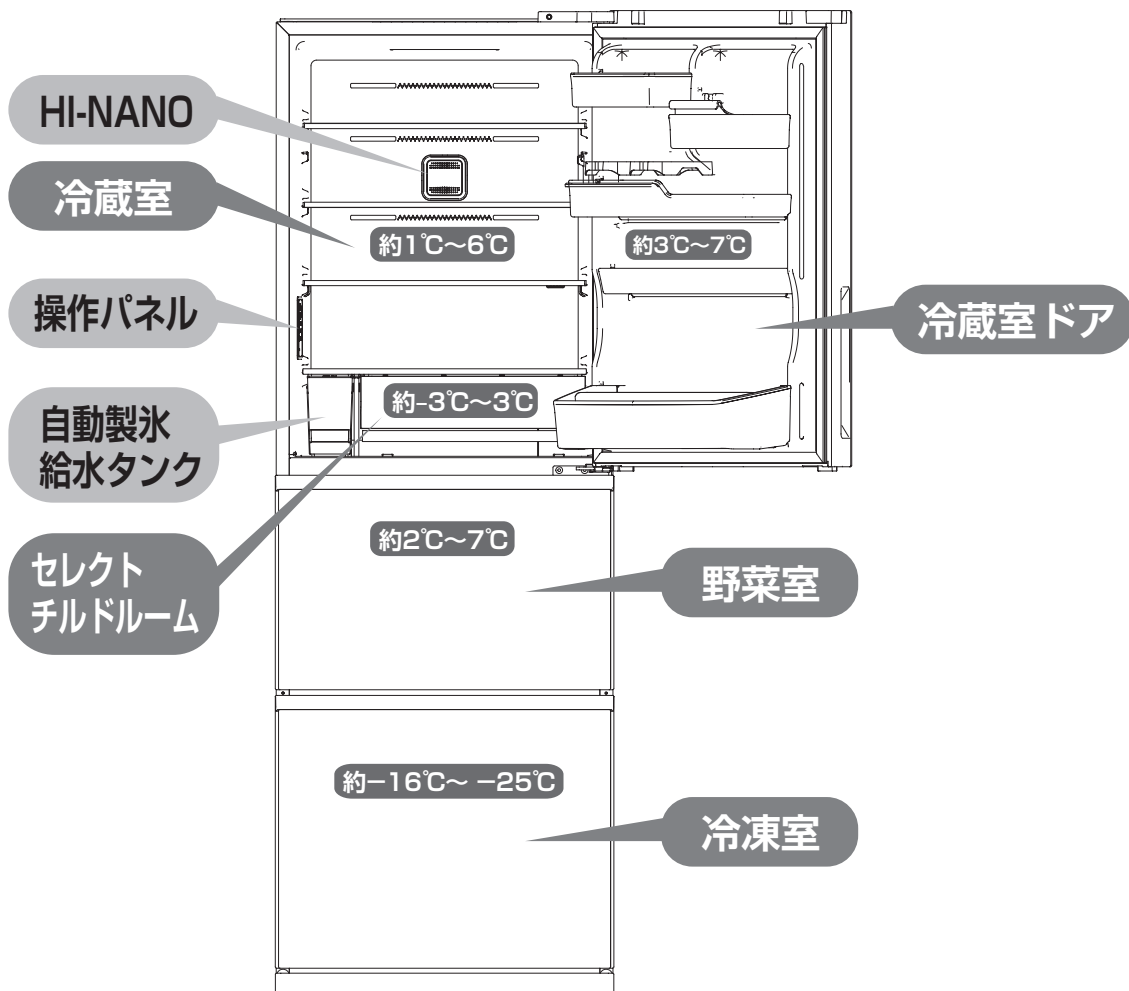 HI-NANO
冷蔵室
約1℃〜6℃
約3℃〜7℃
操作パネル
冷蔵室ドア
約-3℃〜3℃
自動製氷
給水タンク
約2℃〜7℃
セレクト
チルドルーム
野菜室
約−16℃〜 −25℃
冷凍室